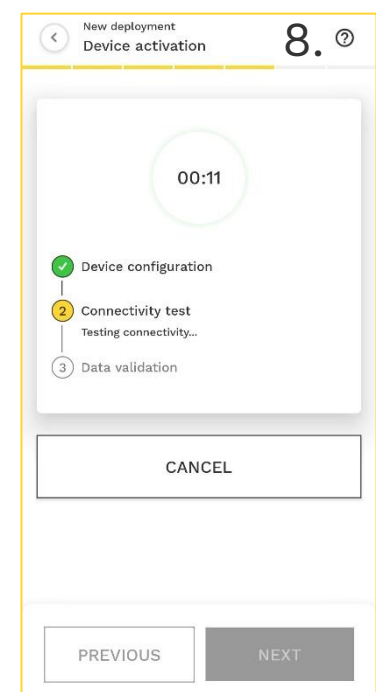 New deployment
Device activation
8.
00:11
Device configuration
2 Connectivity test
Testing connectivity...
3 Data validation
CANCEL
PREVIOUS
NEXT